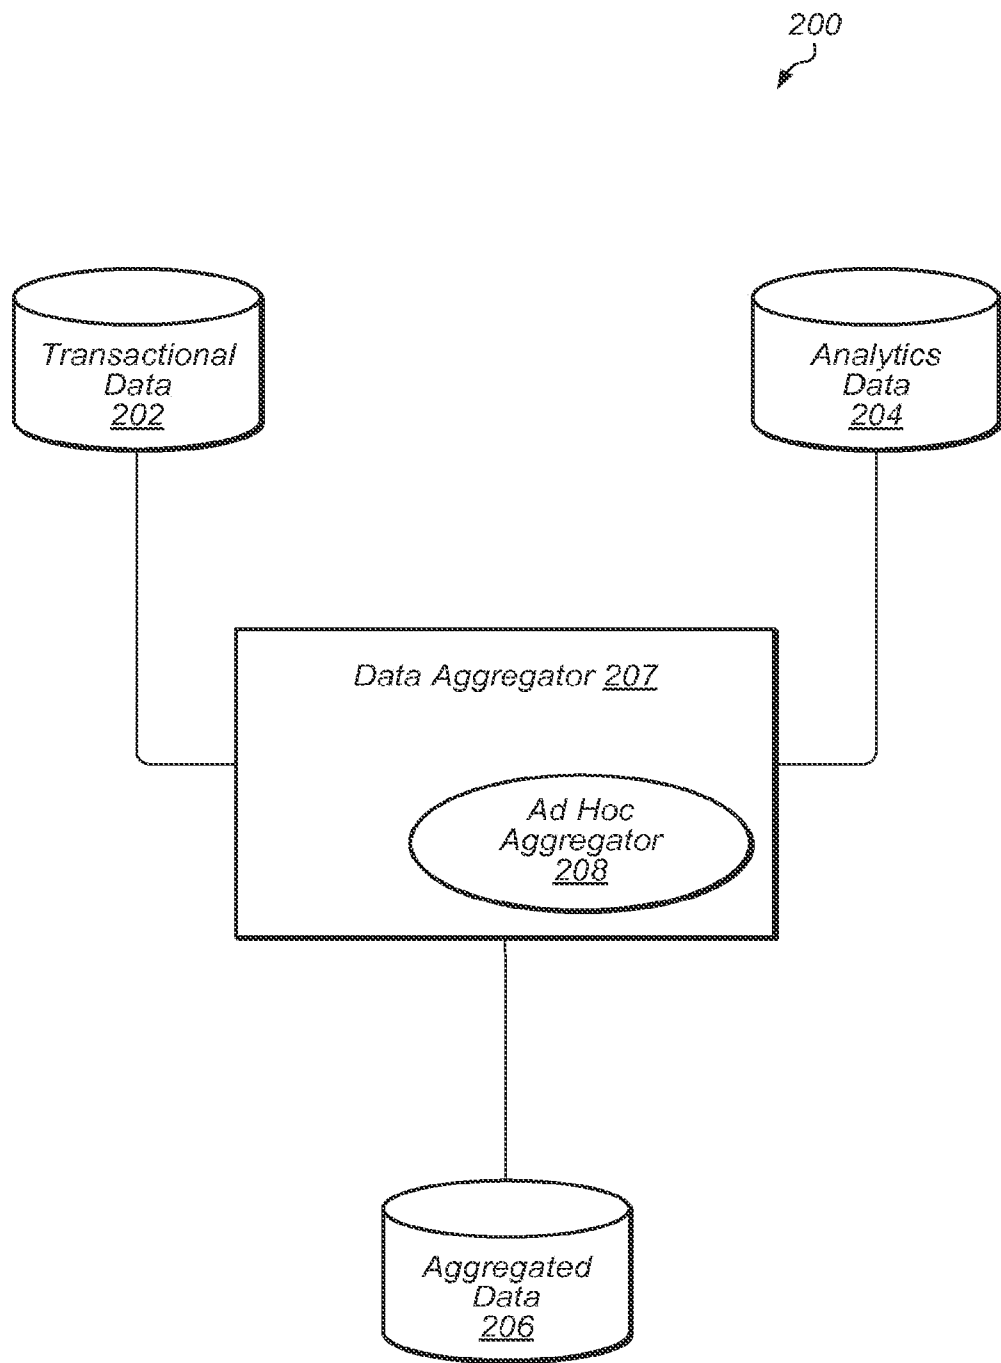 200
Transactional
Data
202
Analytics
Data
204
Data Aggregator 207
Ad Hoc
Aggregator
208
Aggregated
Data
206